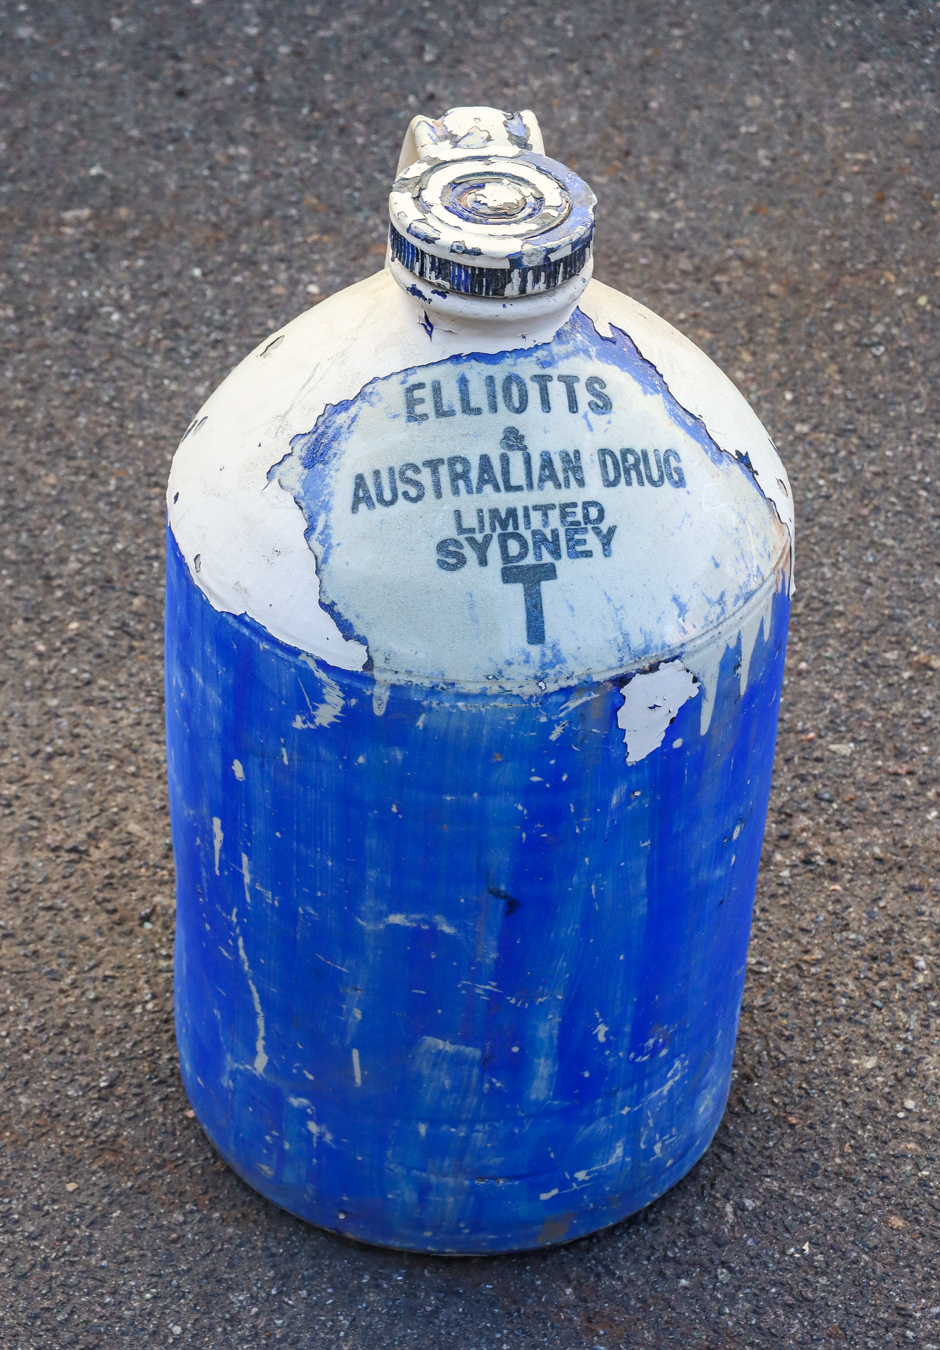 ELLIOTTS
&
AUSTRALIAN DRUG
LIMITED
SYDNEY
T